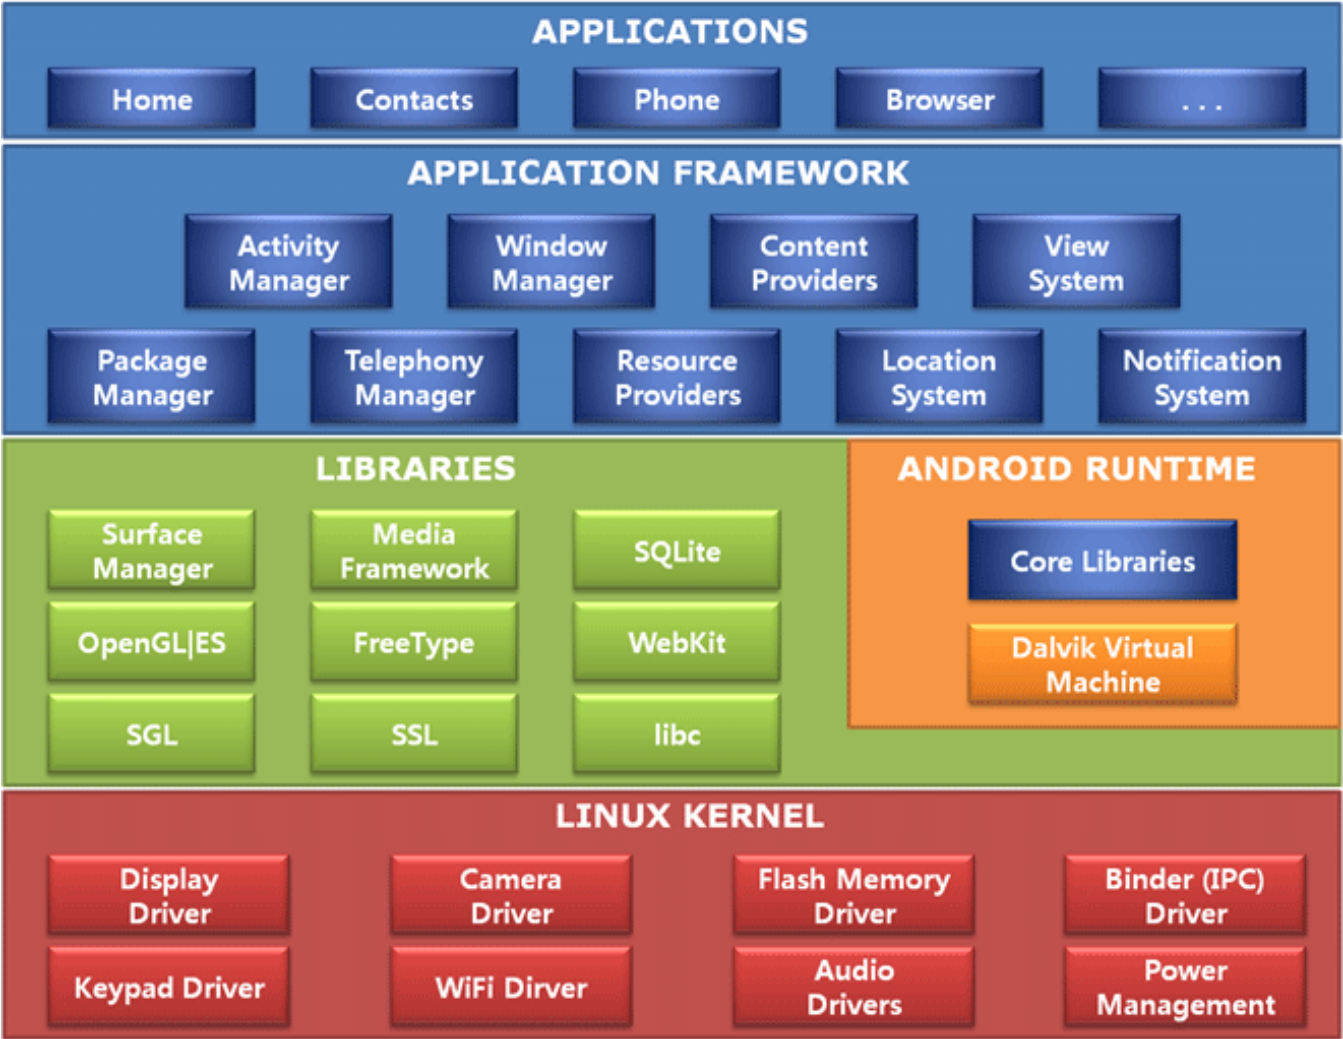 APPLICATIONS
Home
Contacts
Phone
Browser
. . .
APPLICATION FRAMEWORK
Activity
Manager
Window
Manager
Content
Providers
View
System
Package
Manager
Telephony
Manager
Resource
Providers
Location
System
Notification
System
LIBRARIES
Surface
Manager
Media
Framework
SQLite
OpenGL|ES
FreeType
WebKit
SGL
SSL
libc
ANDROID RUNTIME
Core Libraries
Dalvik Virtual
Machine
LINUX KERNEL
Display
Driver
Camera
Driver
Flash Memory
Driver
Binder (IPC)
Driver
Keypad Driver
WiFi Dirver
Audio
Drivers
Power
Management